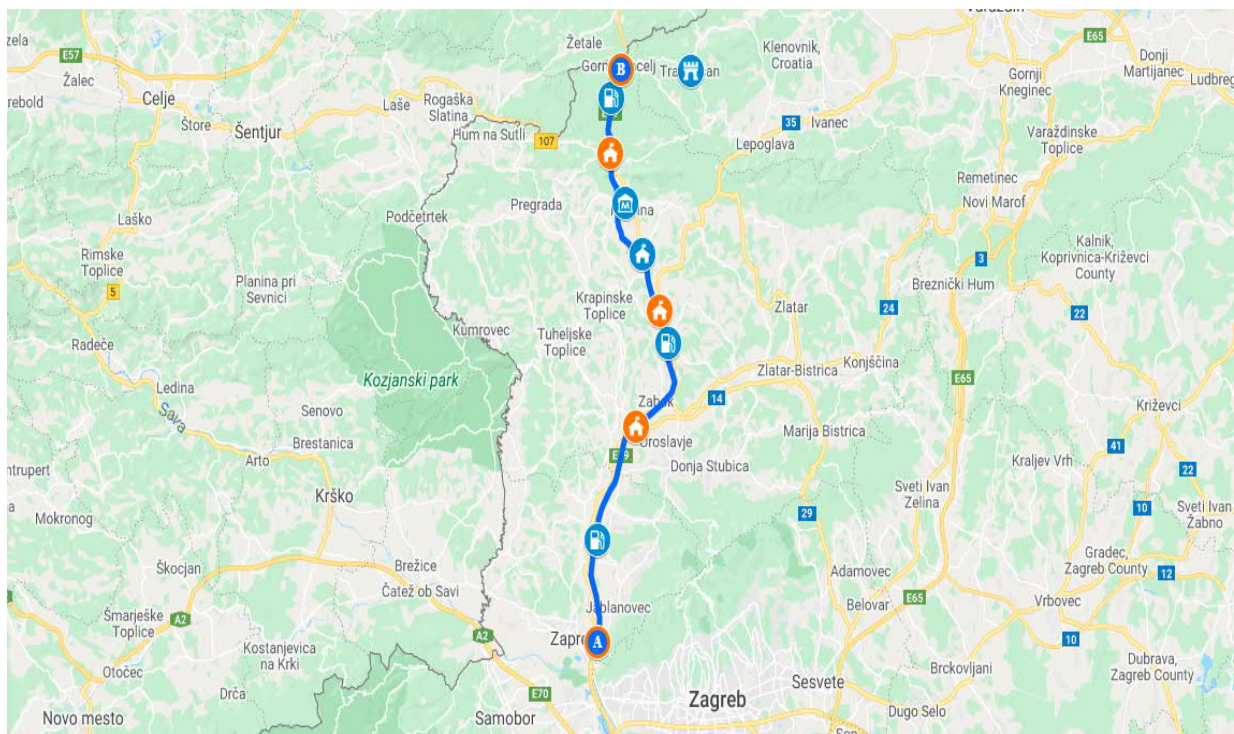 Varaždin
E65
Donji
Martijanec
Ludbreg
Gornji
Kneginec
Žetale
Klenovnik,
Croatia
E57
Žalec
Celje
Štore
Šentjur
Laše
Rogaška
Slatina
Hum na Sutli
107
B
35
Ivanec
Lepoglava
Varaždinske
Toplice
Remetinec
Novi Marof
Laško
Podčetrtek
Pregrada
M
24
3
Breznički Hum
Kalnik,
Koprivnica-Križevci
County
22
Rimske
Toplice
5
Planina pri
Sevnici
Krapinske
Toplice
Zlatar
Kumrovec
Tuheljske
Toplice
Konjščina
Zlatar-Bistrica
E65
Radeče
Ledina
Sava
Kozjanski park
Senovo
Brestanica
Arto
14
Marija Bistrica
Donja Stubica
Križevci
41
22
Kraljev Vrh
10
Sveti Ivan
Zelina
Sveti Ivan
Žabno
Mokronog
Krško
29
Gradec,
Zagreb County
12
Škocjan
Brežice
Čatež ob Savi
Adamovec
E65
Belovar
Vrbovec
10
Šmarješke
Toplice
A2
A2
Jablanovec
A
Kostanjevica
na Krki
Otočec
Drča
E70
Zagreb
Sesvete
Brckovljani
Dubrava,
Zagreb County
Novo mesto
Samobor
Dugo Selo